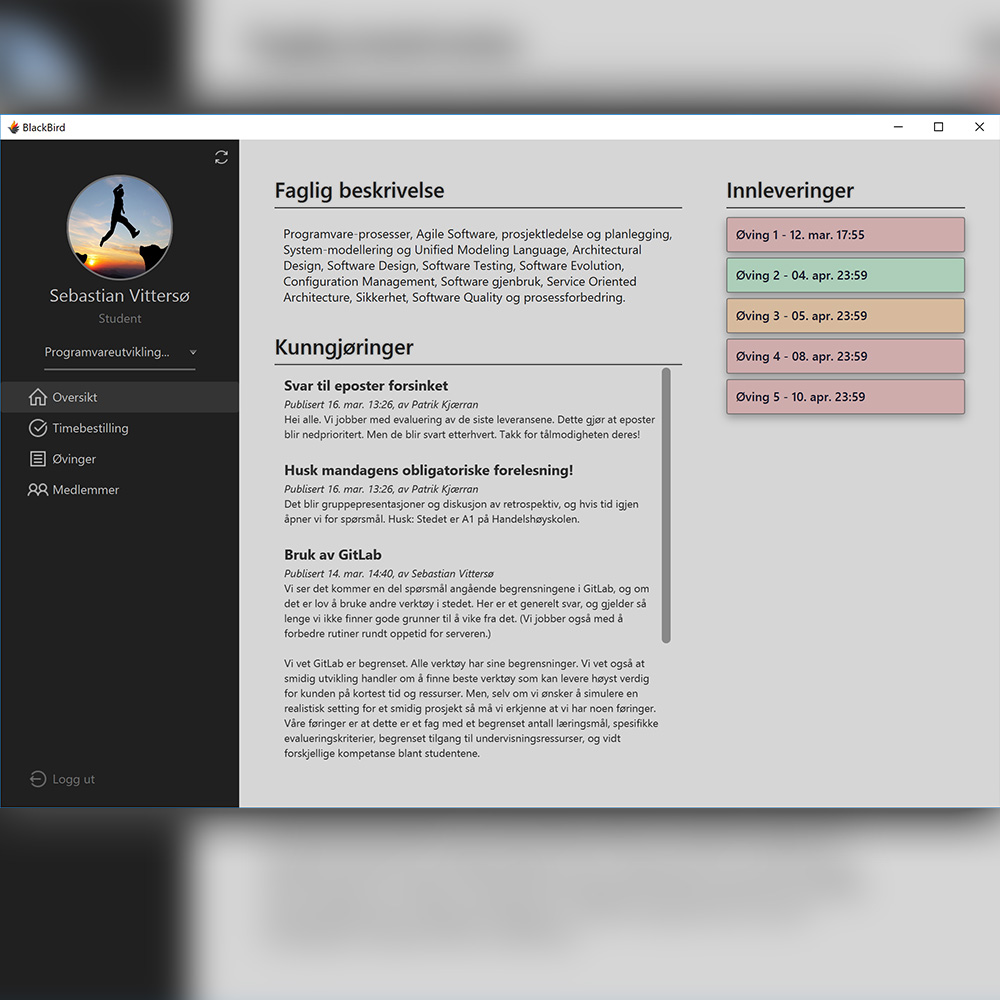 BlackBird
Sebastian Vittersø
Student
Programvareutvikling...
Oversikt
Timebestilling
Øvinger
Medlemmer
Logg ut
Faglig beskrivelse
Programvare-prosesser, Agile Software, prosjektledelse og planlegging,
System-modellering og Unified Modeling Language, Architectural
Design, Software Design, Software Testing, Software Evolution,
Configuration Management, Software gjenbruk, Service Oriented
Architecture, Sikkerhet, Software Quality og prosessforbedring.
Kunngjøringer
Svar til eposter forsinket
Publisert 16. mar. 13:26, av Patrik Kjærran
Hei alle. Vi jobber med evaluering av de siste leveransene. Dette gjør at eposter
blir nedprioritert. Men de blir svart etterhvert. Takk for tålmodigheten deres!
Husk mandagens obligatoriske forelesning!
Publisert 16. mar. 13:26, av Patrik Kjærran
Det blir gruppepresentasjoner og diskusjon av retrospektiv, og hvis tid igjen
åpner vi for spørsmål. Husk: Stedet er A1 på Handelshøyskolen.
Bruk av GitLab
Publisert 14. mar. 14:40, av Sebastian Vittersø
Vi ser det kommer en del spørsmål angående begrensningene i GitLab, og om
det er lov å bruke andre verktøy i stedet. Her er et generelt svar, og gjelder så
lenge vi ikke finner gode grunner til å vike fra det. (Vi jobber også med å
forbedre rutiner rundt oppetid for serveren.)
Vi vet GitLab er begrenset. Alle verktøy har sine begrensninger. Vi vet også at
smidig utvikling handler om å finne beste verktøy som kan levere høyst verdig
for kunden på kortest tid og ressurser. Men, selv om vi ønsker å simulere en
realistisk setting for et smidig prosjekt så må vi erkjenne at vi har noen føringer.
Våre føringer er at dette er et fag med et begrenset antall læringsmål, spesifikke
evalueringskriterier, begrenset tilgang til undervisningsressurser, og vidt
forskjellige kompetanse blant studentene.
Innleveringer
Øving 1 - 12. mar. 17:55
Øving 2 - 04. apr. 23:59
Øving 3 - 05. apr. 23:59
Øving 4 - 08. apr. 23:59
Øving 5 - 10. apr. 23:59